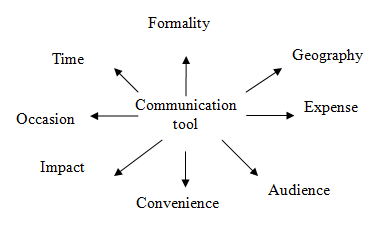 Formality
Time
Geography
Communication
tool
Expense
Occasion
Impact
Audience
Convenience